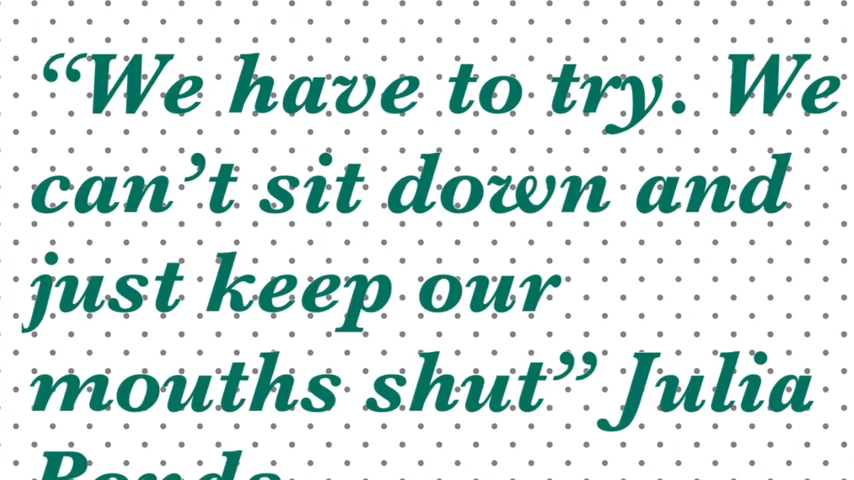 “We have to try. We
can’t sit down and
just keep our
mouths shut” Julia